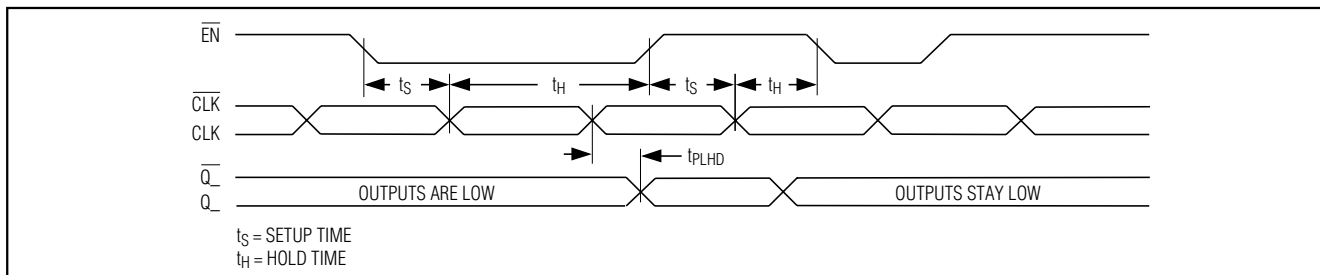 EN
tS tH tS tH
CLK
CLK
tPLHD
Q_
OUTPUTS ARE LOW OUTPUTS STAY LOW
Q_
tS = SETUP TIME
tH = HOLD TIME